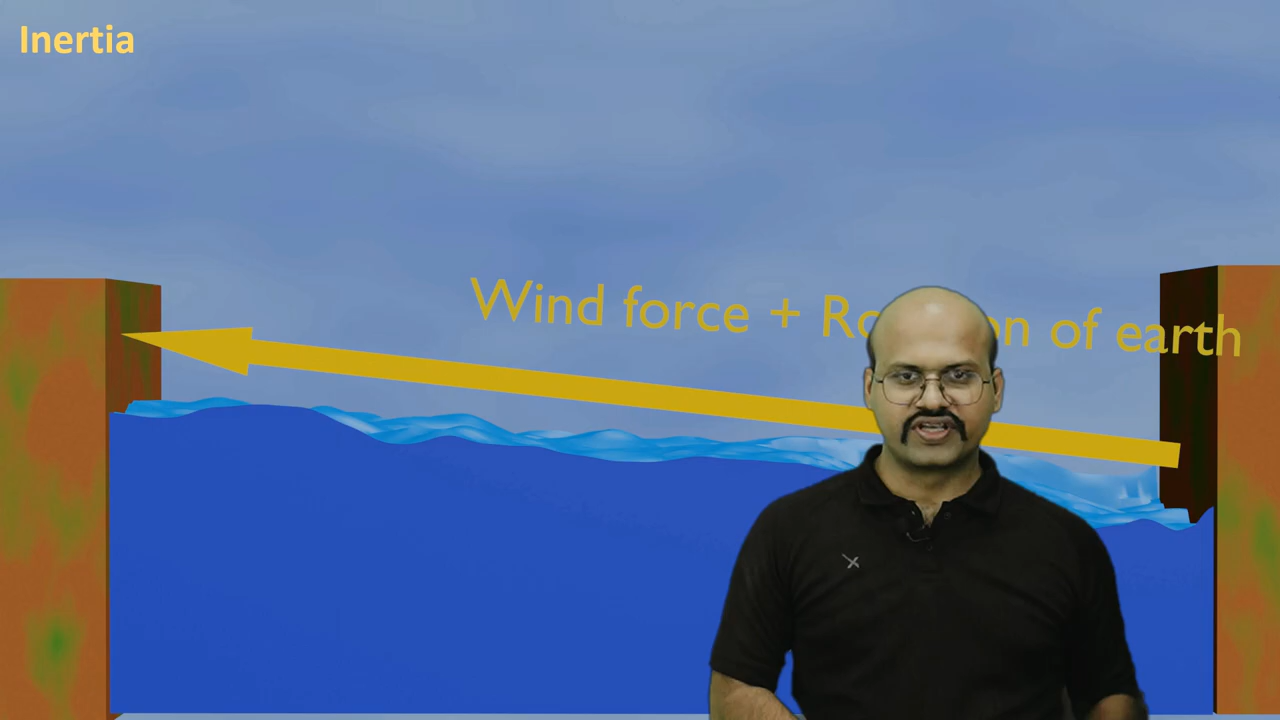 Inertia
Wind force + of earth